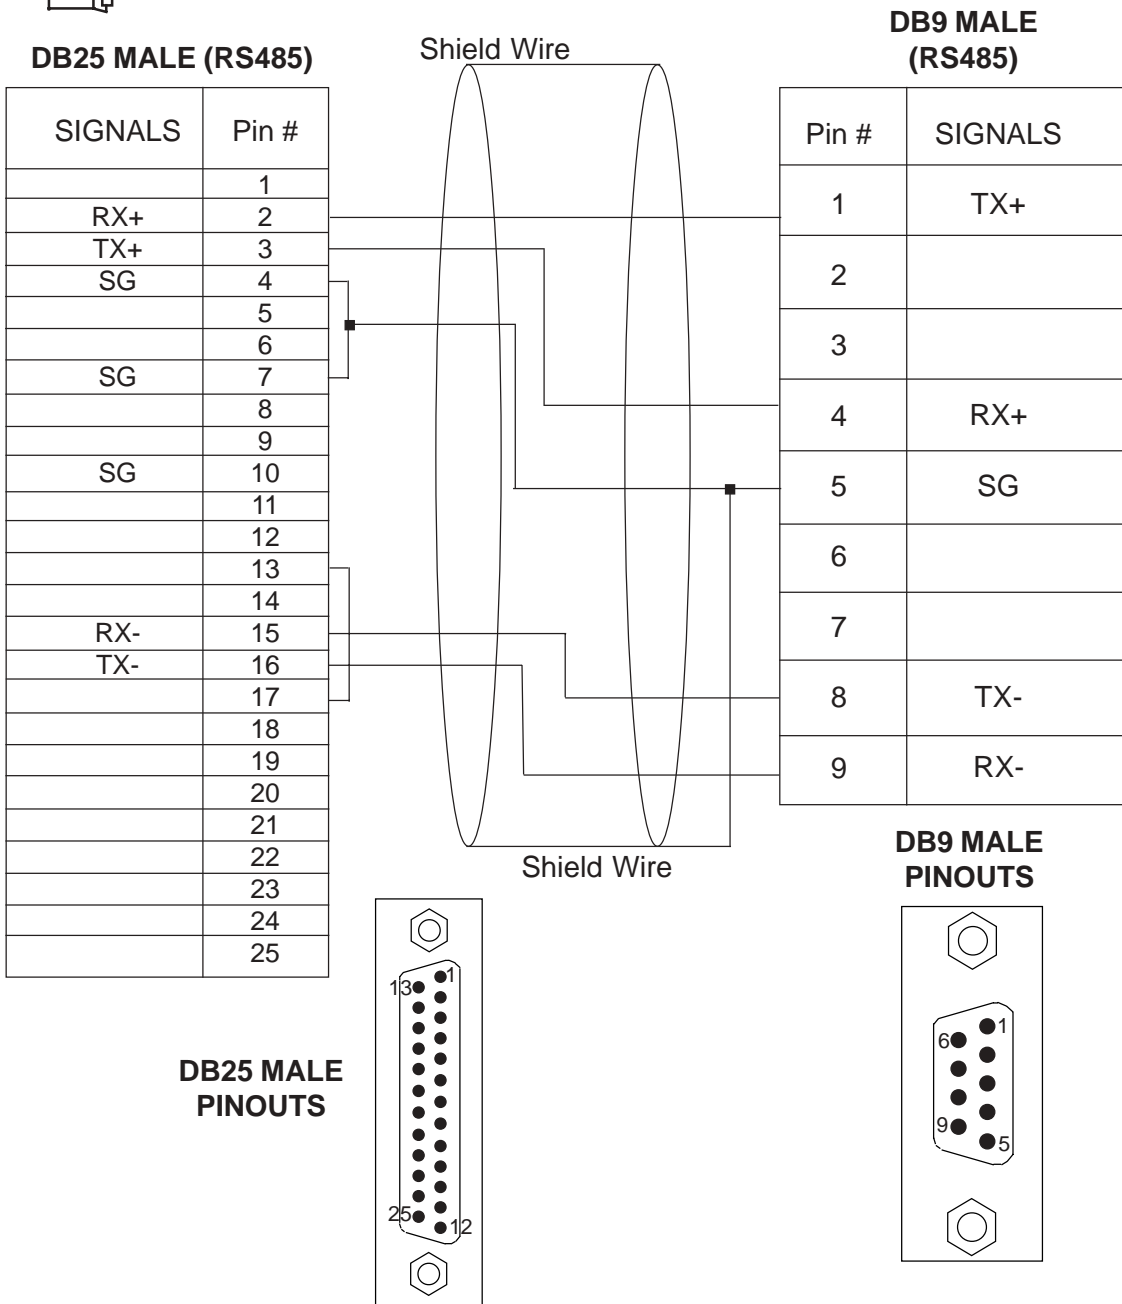 DB25 MALE (RS485)
Shield Wire
DB9 MALE
(RS485)
SIGNALS Pin #
1
RX+ 2
TX+ 3
SG 4
5
6
SG 7
8
9
SG 10
11
12
13
14
RX- 15
TX- 16
17
18
19
20
21
22
23
24
25
Pin # SIGNALS
1 TX+
2
3
4 RX+
5 SG
6
7
8 TX-
9 RX-
Shield Wire
DB9 MALE
PINOUTS
DB25 MALE
PINOUTS
13 1
25 12
6 1
9 5